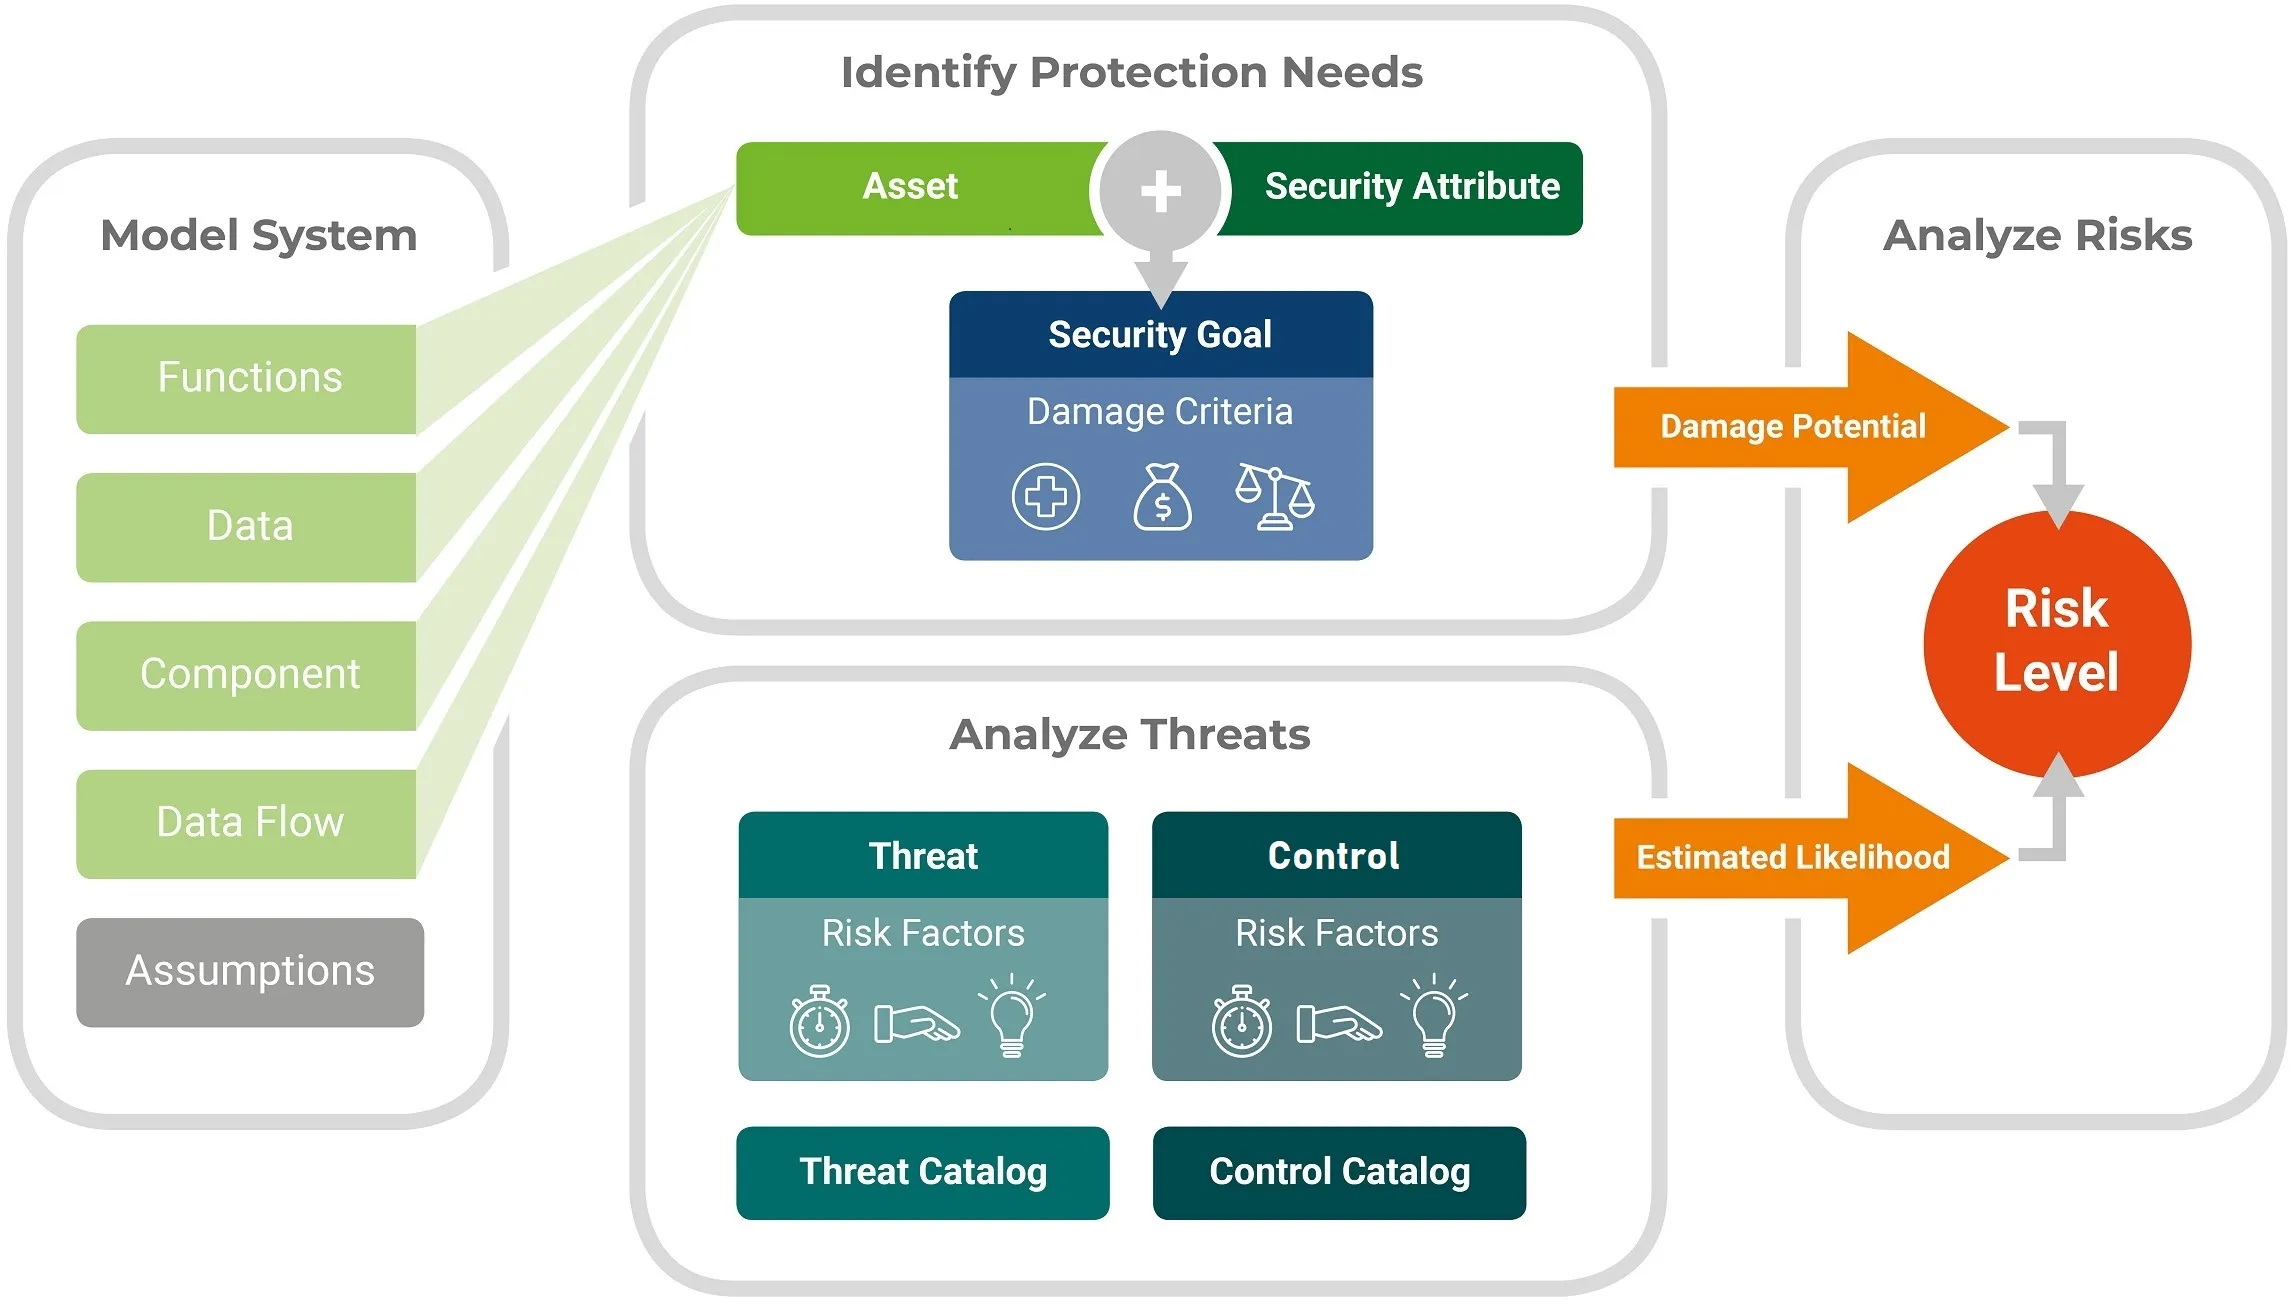 Model System
Functions
Data
Component
Data Flow
Assumptions
Identify Protection Needs
Asset
+
Security Attribute
Security Goal
Damage Criteria
$
Analyze Threats
Threat
Risk Factors
Control
Risk Factors
Threat Catalog
Control Catalog
Damage Potential
Estimated Likelihood
Analyze Risks
Risk
Level